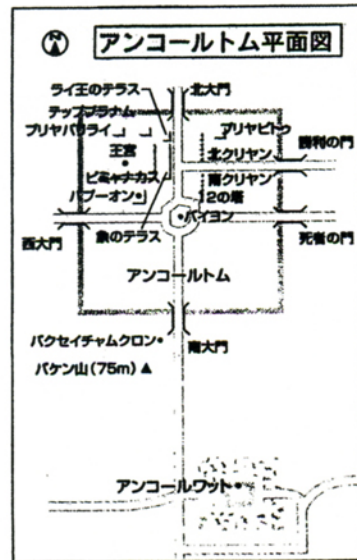 アンコールトム平面図
ライ王のテラス
北大門
テッププラナム
プリヤパリライ
プリヤピトゥ
勝利の門
王宮
北クリヤン
ピミャナカス
南クリヤン
バプーオン
12の塔
バイヨン
西大門
象のテラス
死者の門
アンコールトム
バクセイチャムクロン
南大門
バケン山(75m)
アンコールワット